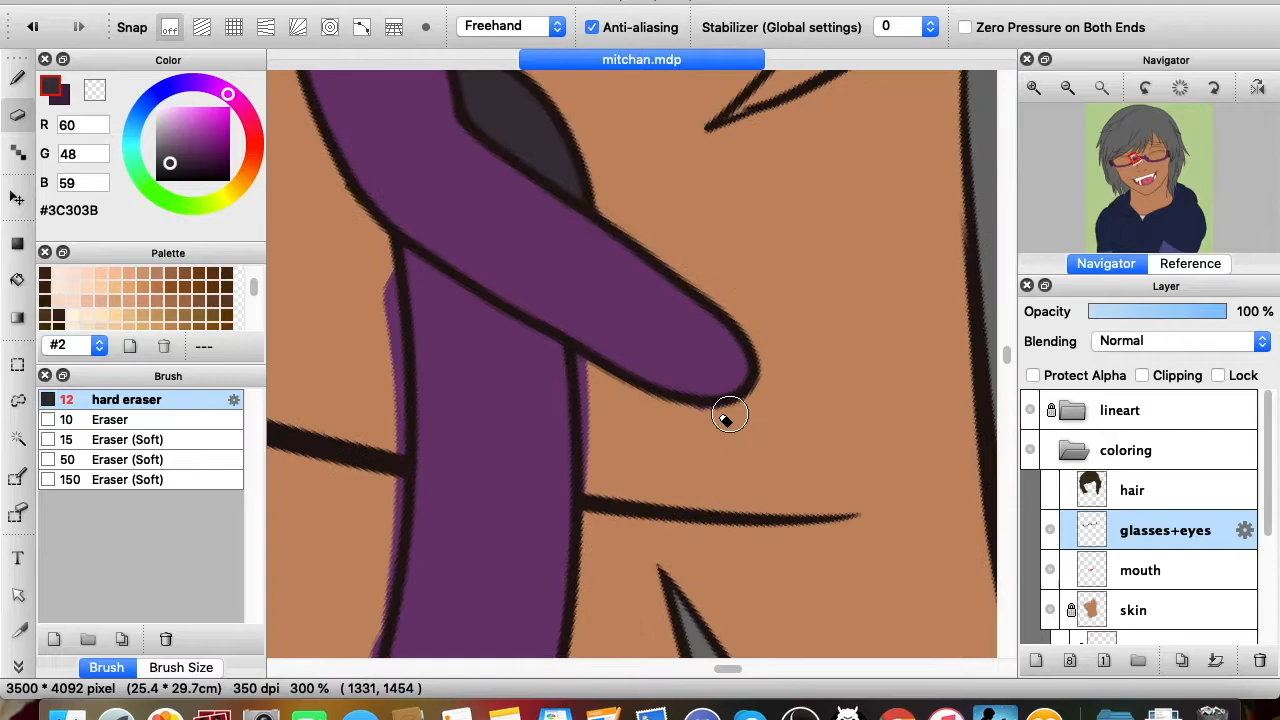 Snap off Freehand Anti-aliasing Stabilizer (Global settings) 0 Zero Pressure on Both Ends
Color
mitchan.mdp
Navigator
R 60
G 48
B 59
#3C303B
Palette
#2 ---
Brush
12 hard eraser
10 Eraser
15 Eraser (Soft)
50 Eraser (Soft)
150 Eraser (Soft)
Brush Brush Size
Navigator Reference
Layer
Opacity 100 %
Blending Normal
Protect Alpha Clipping Lock
lineart
coloring
hair
glasses+eyes
mouth
skin
8 1
T
3500 * 4092 pixel (25.4 * 29.7cm) 350 dpi 300 % ( 1331, 1454 )